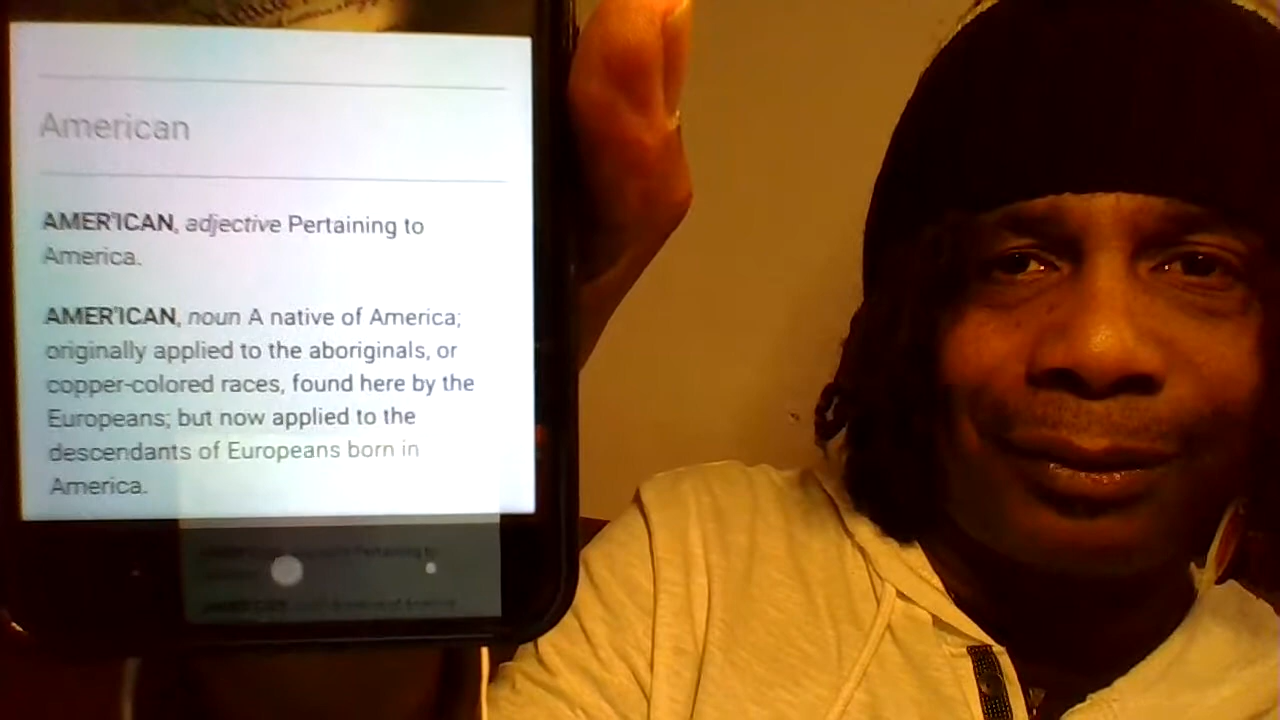 American
AMER'ICAN, adjective Pertaining to
America.
AMER'ICAN, noun A native of America;
originally applied to the aboriginals, or
copper-colored races, found here by the
Europeans; but now applied to the
descendants of Europeans born in
America.